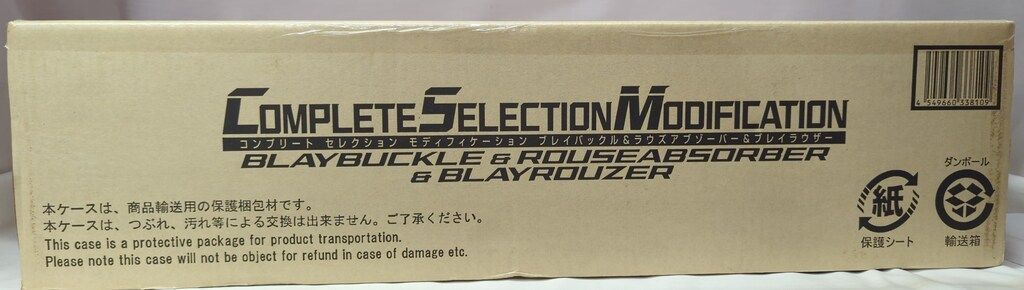 COMPLETE SELECTION MODIFICATION
コンプリート セレクション モディフィケーション ブレイバックル&ラウズアブソーバー&ブレイラウザー
BLAYBUCKLE & ROUSEABSORBER
& BLAYROUZER
本ケースは、商品輸送用の保護梱包材です。
本ケースは、つぶれ、汚れ等による交換は出来ません。ご了承ください。
This case is a protective package for product transportation.
Please note this case will not be object for refund in case of damage etc.
4 549660 338109
紙
保護シート
ダンボール
輸送箱